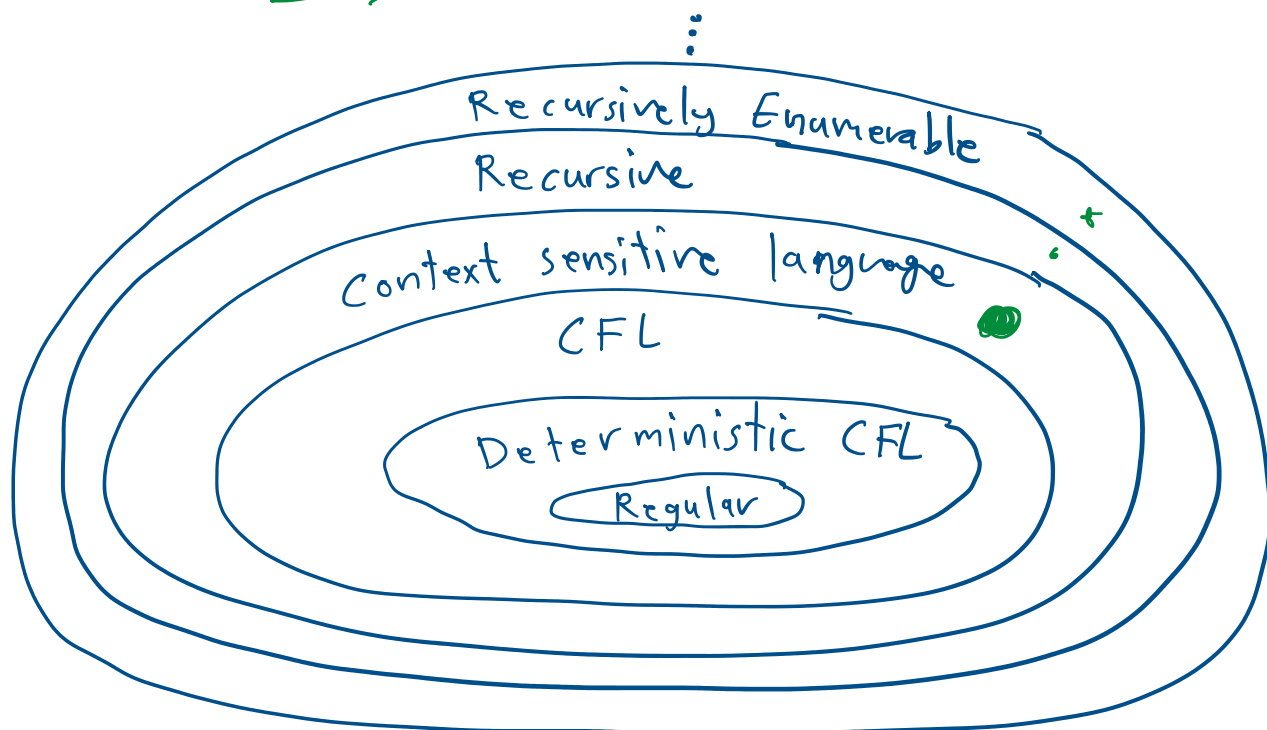 Recursively Enumerable
Recursive
Context sensitive language
CFL
Deterministic CFL
Regular